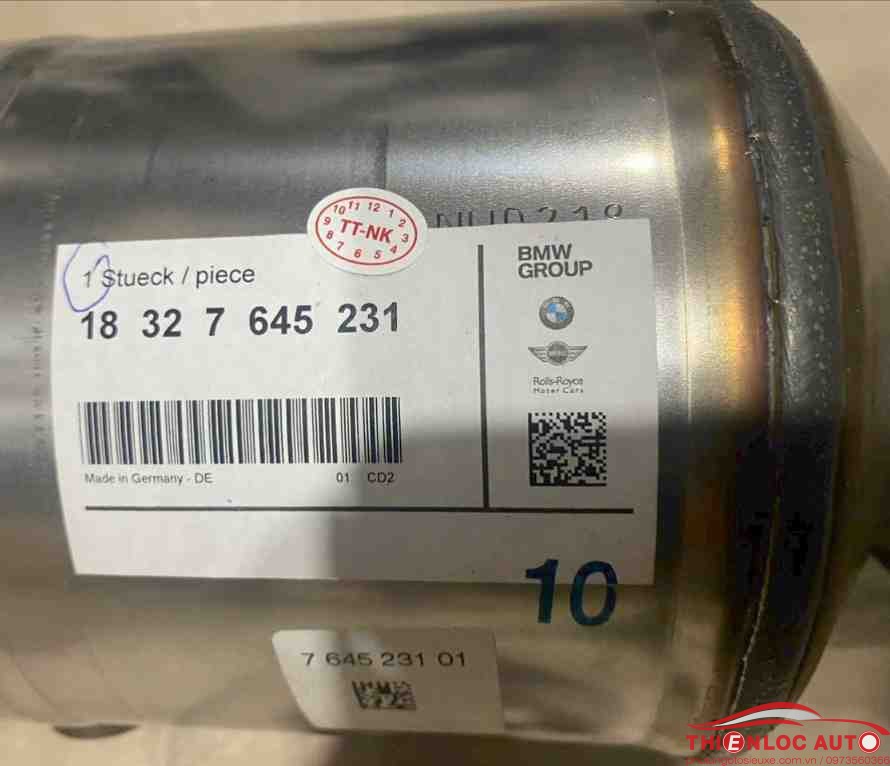 10 11 12 1 2 3 4 5 6 7 8 9
TT-NK
1 Stueck / piece
18 32 7 645 231
BMW
GROUP
Rolls-Royce
Motor Cars
Made in Germany - DE 01 CD2
10
7 645 231 01
THIENLOC AUTO